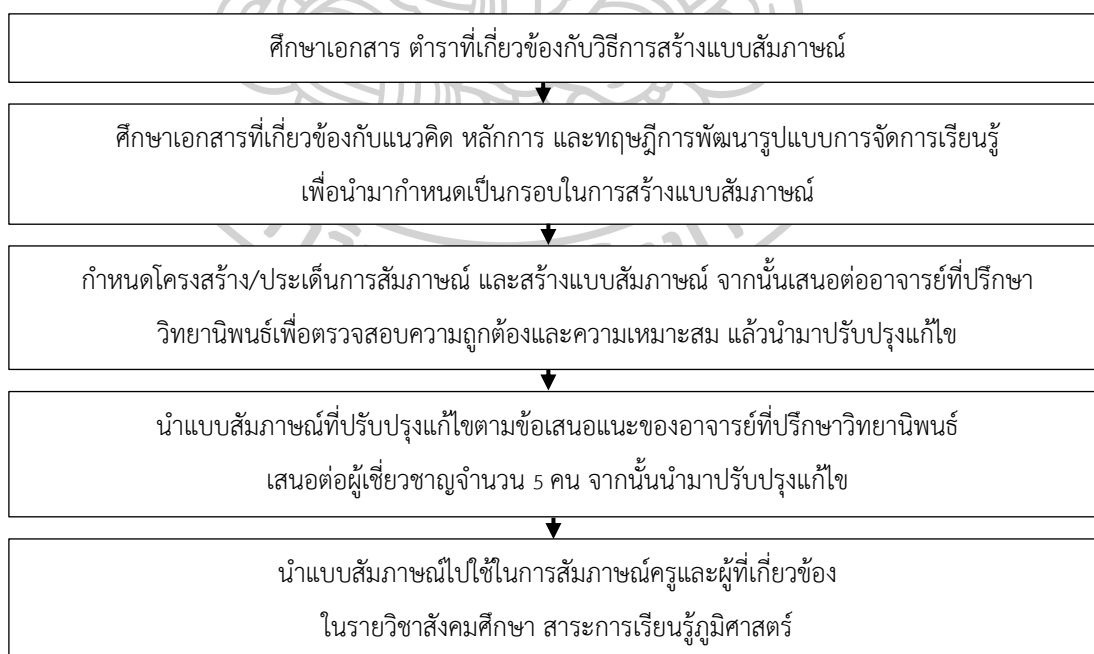 ศึกษาเอกสาร ตำราที่เกี่ยวข้องกับวิธีการสร้างแบบสัมภาษณ์
ศึกษาเอกสารที่เกี่ยวข้องกับแนวคิด หลักการ และทฤษฎีการพัฒนารูปแบบการจัดการเรียนรู้
เพื่อนำมากำหนดเป็นกรอบในการสร้างแบบสัมภาษณ์
กำหนดโครงสร้าง/ประเด็นการสัมภาษณ์ และสร้างแบบสัมภาษณ์ จากนั้นเสนอต่ออาจารย์ที่ปรึกษา
วิทยานิพนธ์เพื่อตรวจสอบความถูกต้องและความเหมาะสม แล้วนำมาปรับปรุงแก้ไข
นำแบบสัมภาษณ์ที่ปรับปรุงแก้ไขตามข้อเสนอแนะของอาจารย์ที่ปรึกษาวิทยานิพนธ์
เสนอต่อผู้เชี่ยวชาญจำนวน 5 คน จากนั้นนำมาปรับปรุงแก้ไข
นำแบบสัมภาษณ์ไปใช้ในการสัมภาษณ์ครูและผู้ที่เกี่ยวข้อง
ในรายวิชาสังคมศึกษา สาระการเรียนรู้ภูมิศาสตร์